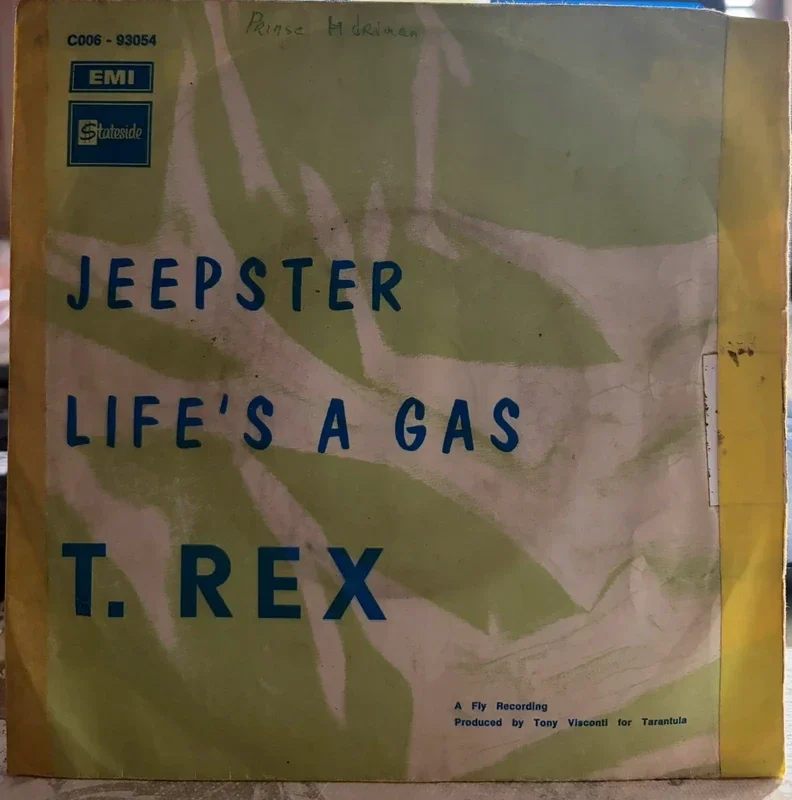 C006 - 93054
EMI
Stateside
JEEPSTER
LIFE'S A GAS
T. REX
A Fly Recording
Produced by Tony Visconti for Tarantula